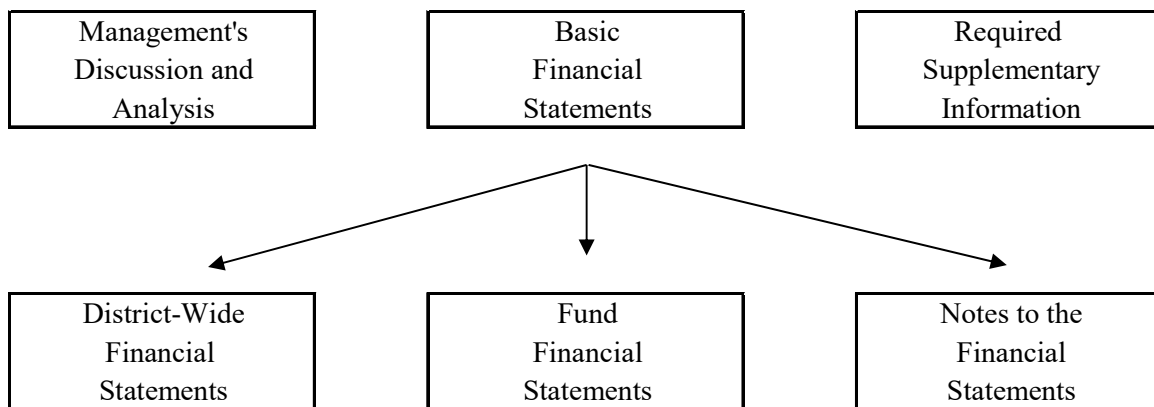 Management's
Discussion and
Analysis
Basic
Financial
Statements
Required
Supplementary
Information
District-Wide
Financial
Statements
Fund
Financial
Statements
Notes to the
Financial
Statements